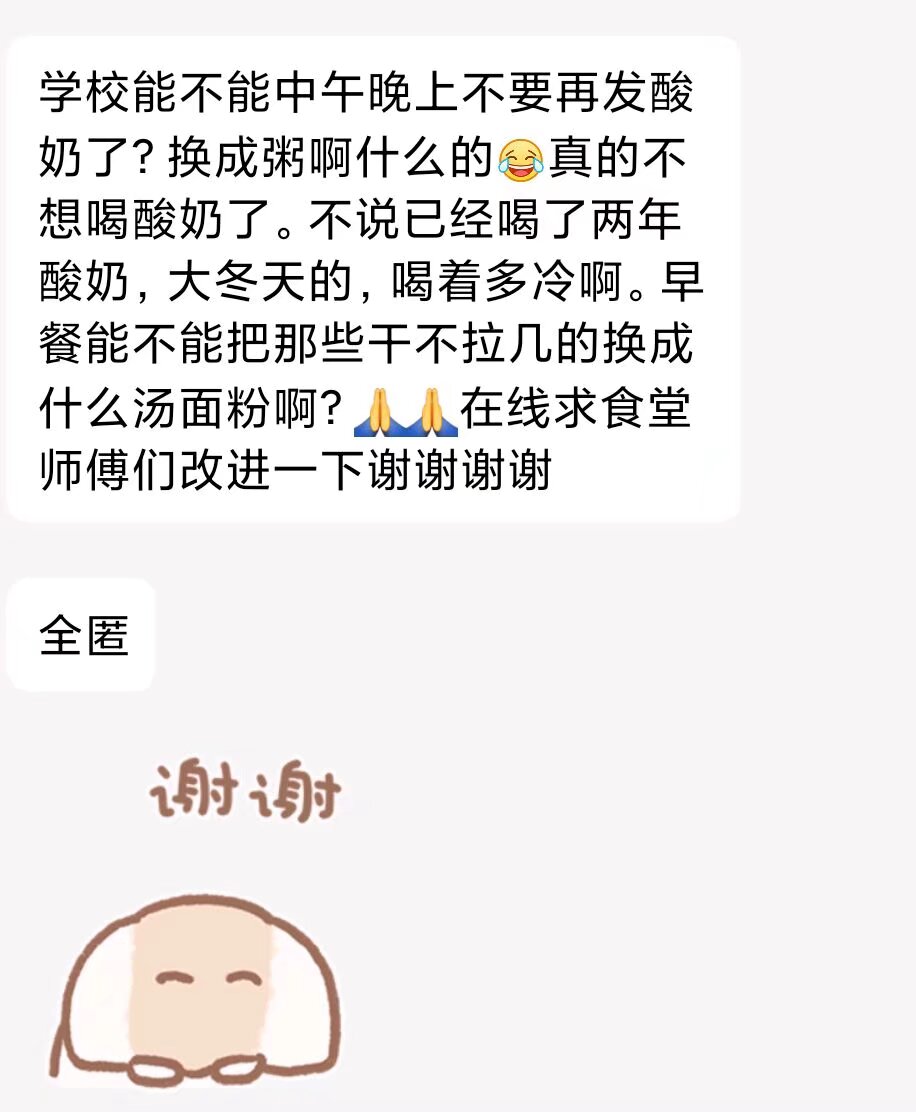 学校能不能中午晚上不要再发酸
奶了？换成粥啊什么的😂真的不
想喝酸奶了。不说已经喝了两年
酸奶，大冬天的，喝着多冷啊。早
餐能不能把那些干不拉几的换成
什么汤面粉啊？🙏🙏在线求食堂
师傅们改进一下谢谢谢谢
全匿
谢谢